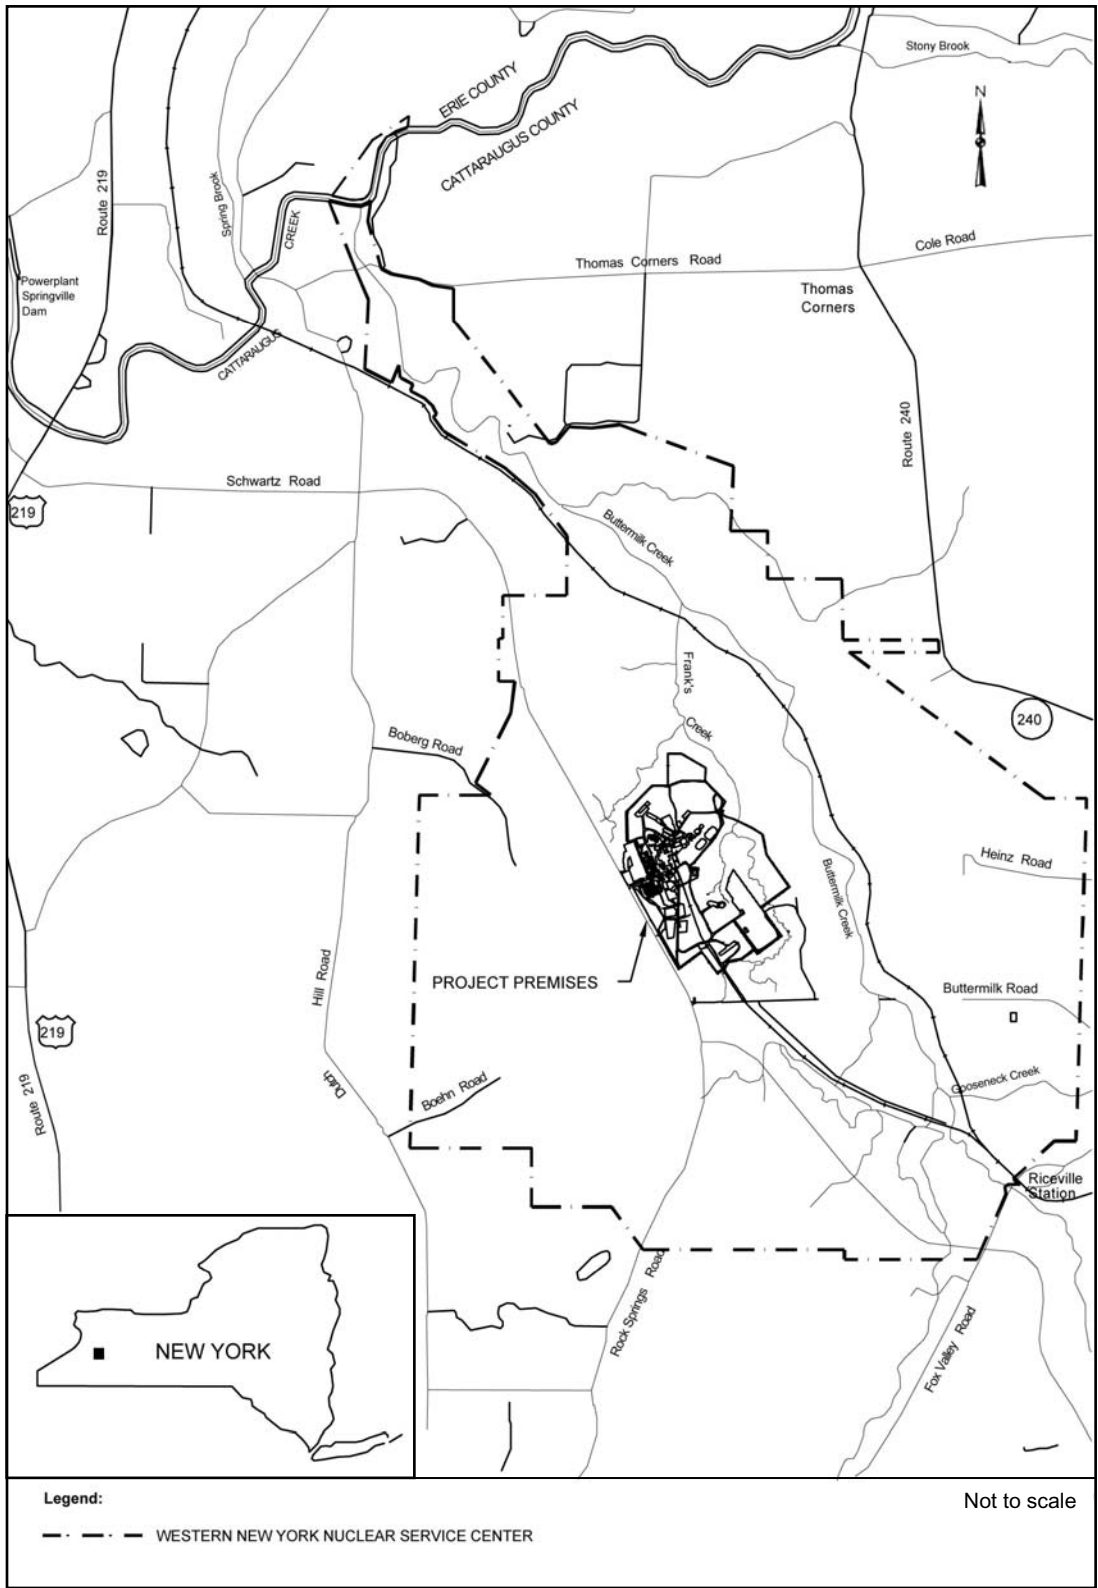 Stony Brook
ERIE COUNTY
CATTARAUGUS COUNTY
N
Route 219
Spring Brook
CREEK
Cole Road
Thomas Corners Road
Powerplant
Springville
Dam
Thomas
Corners
CATTARAUGUS
Route 240
Schwartz Road
219
Buttermilk Creek
Frank's
Creek
240
Boberg Road
Heinz Road
Buttermilk Creek
Hill Road
PROJECT PREMISES
Buttermilk Road
219
Gooseneck Creek
Route 219
Dutch
Boehn Road
Riceville
Station
Rock Springs Road
Fox Valley Road
NEW YORK
Legend:
Not to scale
WESTERN NEW YORK NUCLEAR SERVICE CENTER